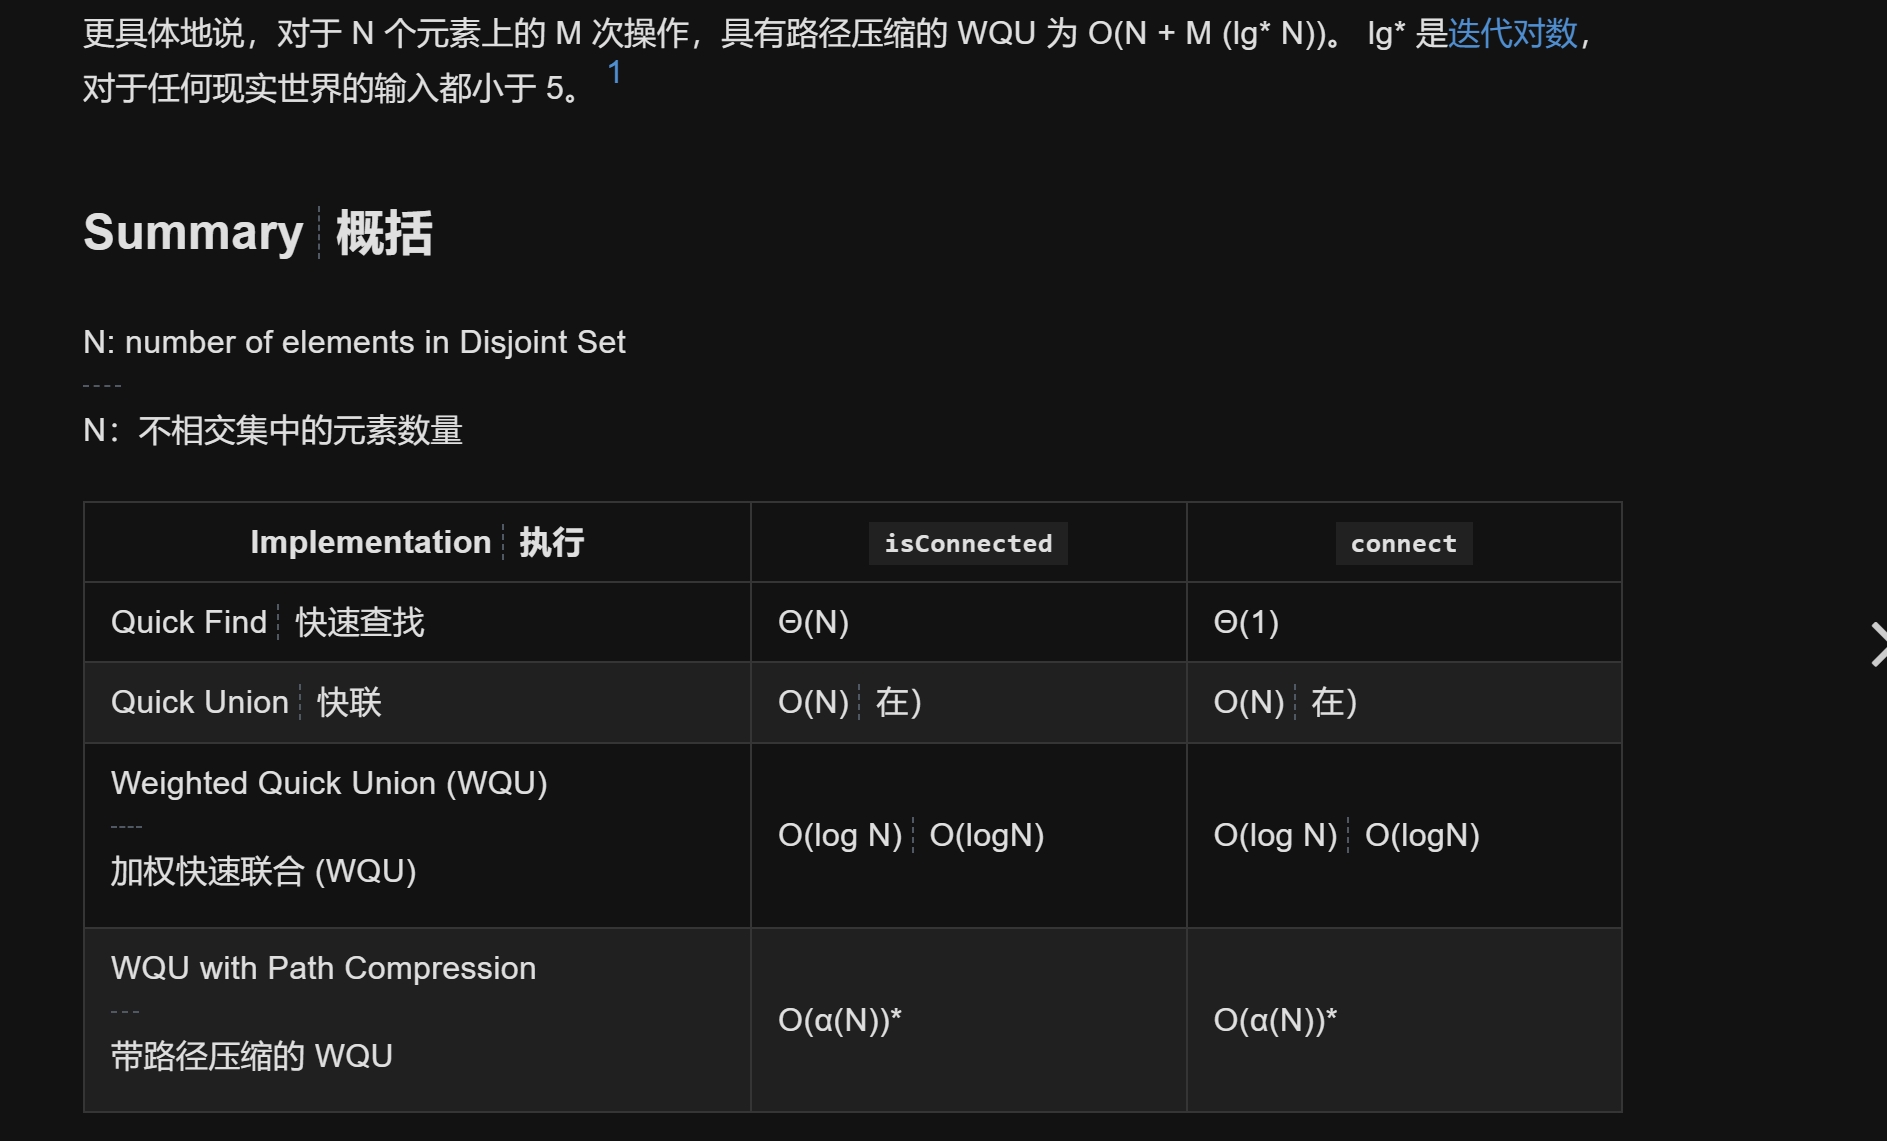 更具体地说，对于 N 个元素上的 M 次操作，具有路径压缩的 WQU 为 O(N + M (lg* N))。 lg* 是迭代对数，
对于任何现实世界的输入都小于 5。 1
Summary 概括
N: number of elements in Disjoint Set
N：不相交集中的元素数量
Implementation 执行 isConnected connect
Quick Find 快速查找 Θ(N) Θ(1)
Quick Union 快联 O(N) 在） O(N) 在）
Weighted Quick Union (WQU)
加权快速联合 (WQU)
O(log N) O(logN) O(log N) O(logN)
WQU with Path Compression
带路径压缩的 WQU
O(α(N))* O(α(N))*